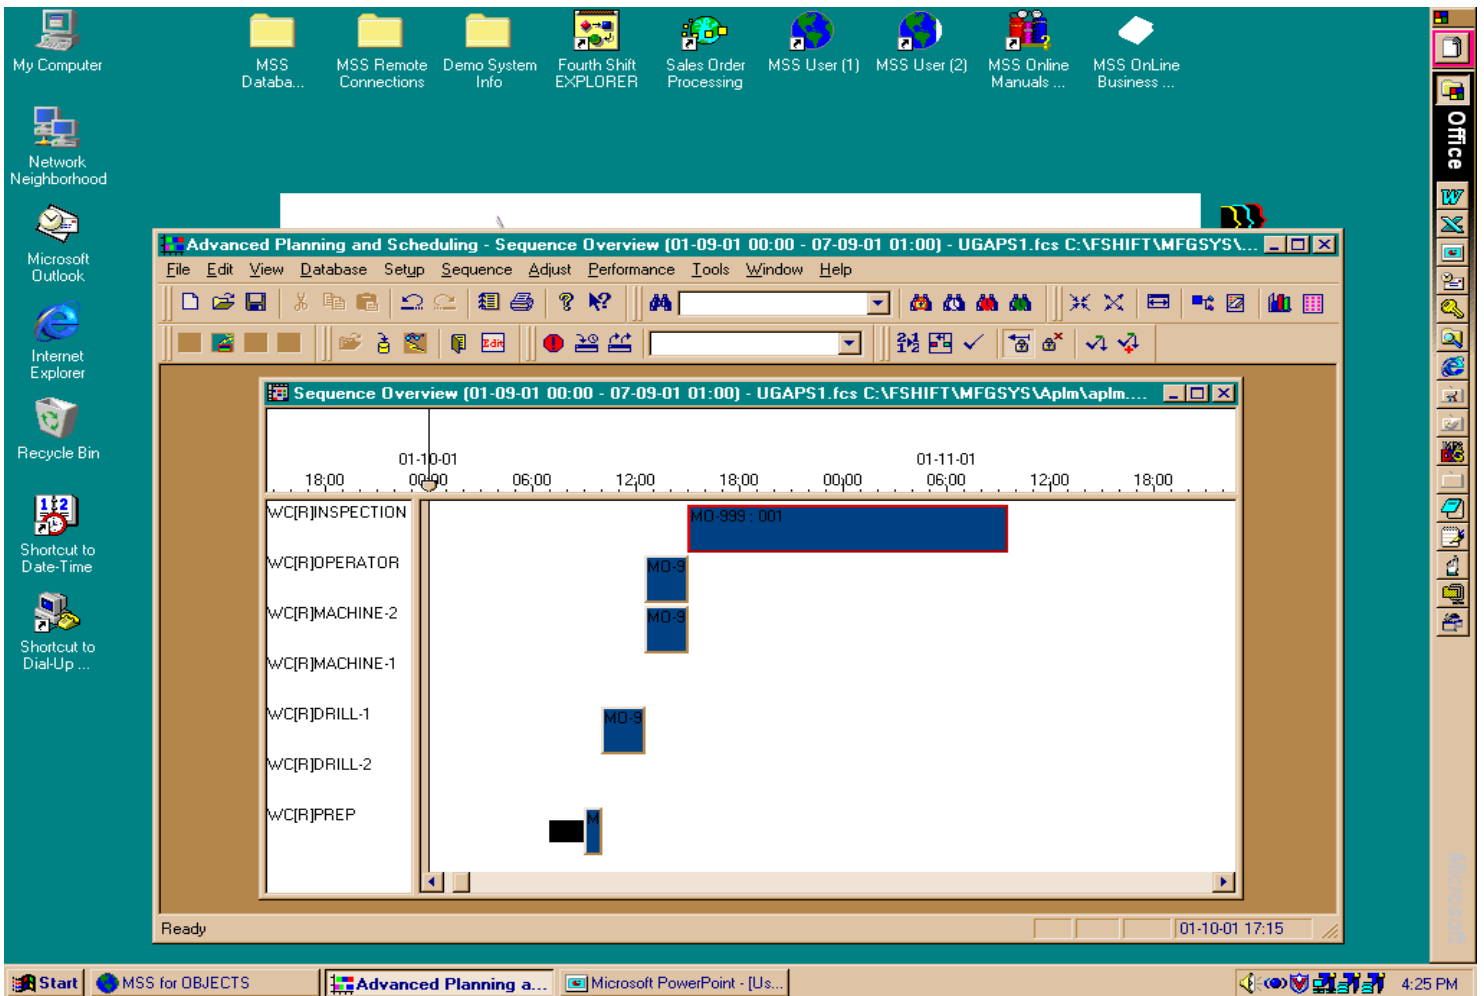 My Computer
MSS
Databa...
MSS Remote
Connections
Demo System
Info
Fourth Shift
EXPLORER
Sales Order
Processing
MSS User (1)
MSS User (2)
MSS Online
Manuals ...
MSS OnLine
Business ...
Office
Network
Neighborhood
Microsoft
Outlook
Internet
Explorer
Recycle Bin
Shortcut to
Date-Time
Shortcut to
Dial-Up ...
Advanced Planning and Scheduling - Sequence Overview (01-09-01 00:00 - 07-09-01 01:00) - UGAPS1.fcs C:\FSHIFT\MFGSYS\...
File Edit View Database Setup Sequence Adjust Performance Tools Window Help
Edit
Sequence Overview (01-09-01 00:00 - 07-09-01 01:00) - UGAPS1.fcs C:\FSHIFT\MFGSYS\Aplm\aplm....
01-10-01 01-11-01
18:00 00:00 06:00 12:00 18:00 00:00 06:00 12:00 18:00
WC[R]INSPECTION MO-999 : 001
WC[R]OPERATOR MO-9
WC[R]MACHINE-2 MO-9
WC[R]MACHINE-1
WC[R]DRILL-1 MO-9
WC[R]DRILL-2
WC[R]PREP M
Ready 01-10-01 17:15
Microsoft
Start MSS for OBJECTS Advanced Planning a... Microsoft PowerPoint - [Us... 4:25 PM